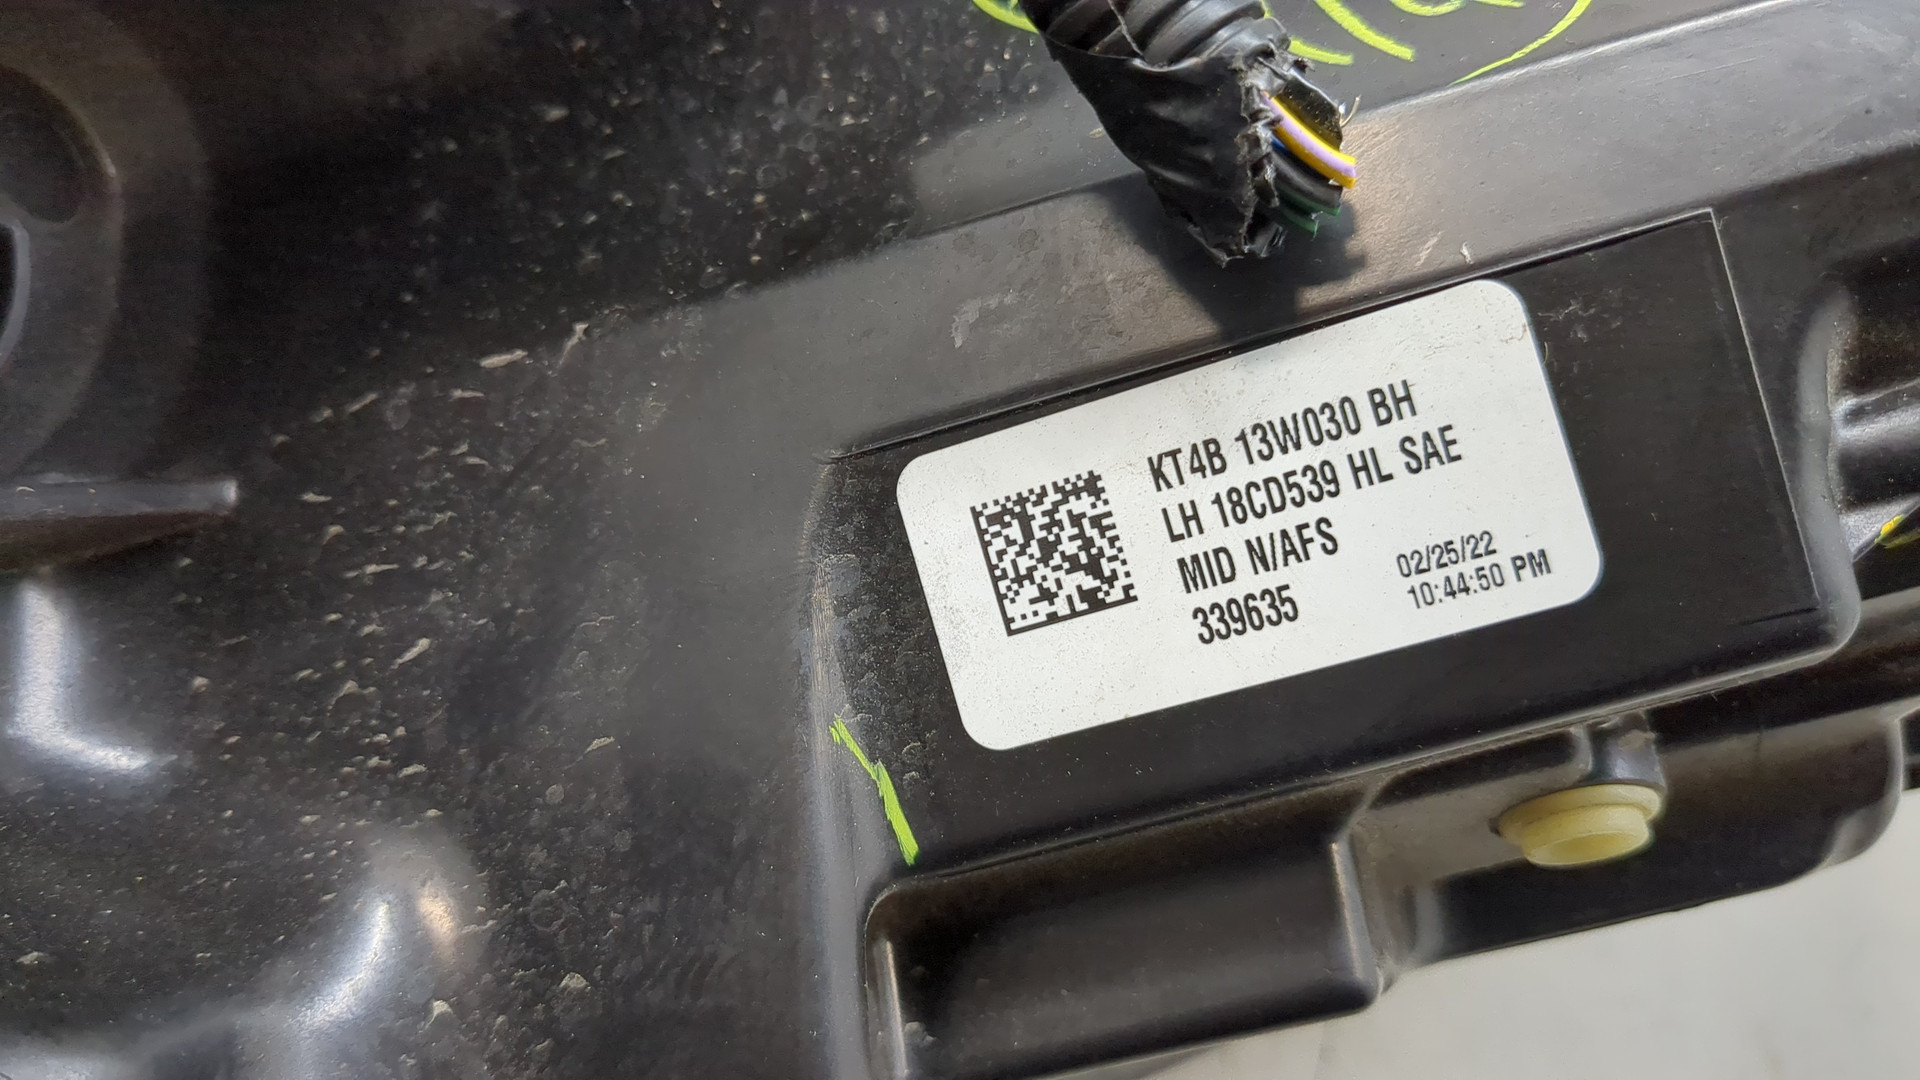 KT4B 13W030 BH
LH 18CD539 HL SAE
MID N/AFS
339635
02/25/22
10:44:50 PM